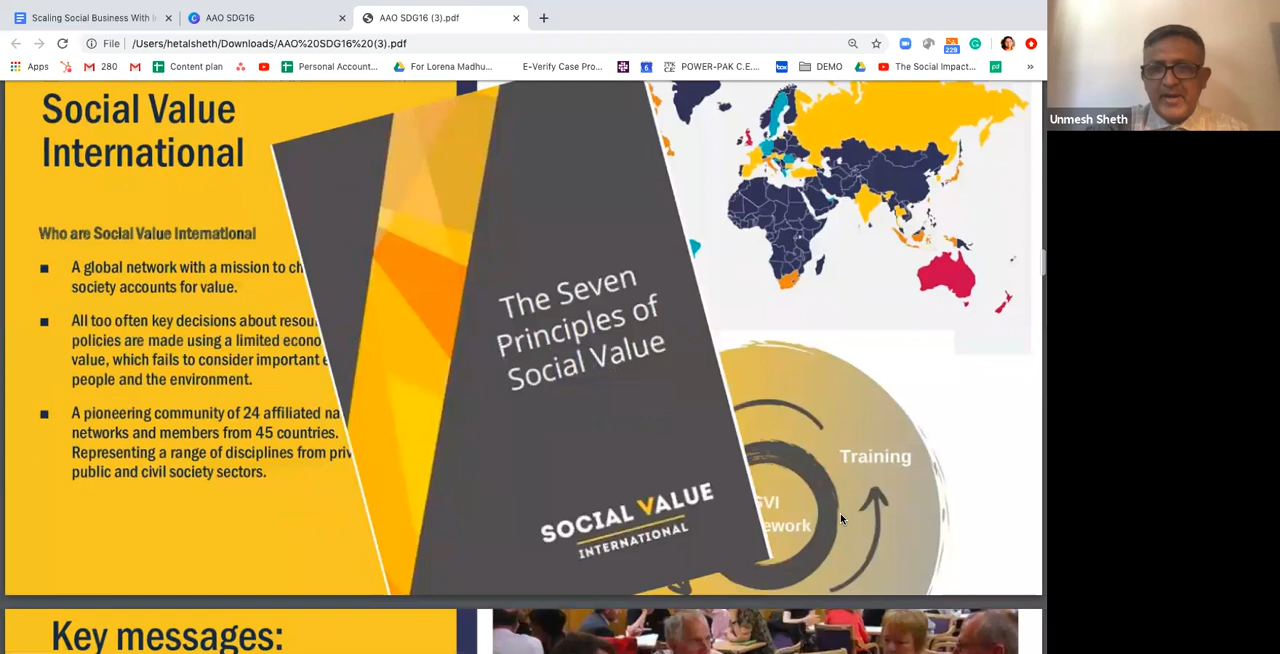 Scaling Social Business With
AAO SDG16
AAO SDG16 (3).pdf
File
/Users/hetalsheth/Downloads/AAO%20SDG16%20(3).pdf
229
Apps
280
Content plan
Personal Account...
For Lorena Madhu...
E-Verify Case Pro...
6
POWER-PAK C.E....
box
DEMO
The Social Impact...
pd
»
Unmesh Sheth
Social Value
International
Who are Social Value International
A global network with a mission to ch
society accounts for value.
All too often key decisions about resou
policies are made using a limited econo
value, which fails to consider important e
people and the environment.
A pioneering community of 24 affiliated na
networks and members from 45 countries.
Representing a range of disciplines from priv
public and civil society sectors.
The Seven
Principles of
Social Value
SOCIAL VALUE
INTERNATIONAL
Training
SVI
ework
Key messages: